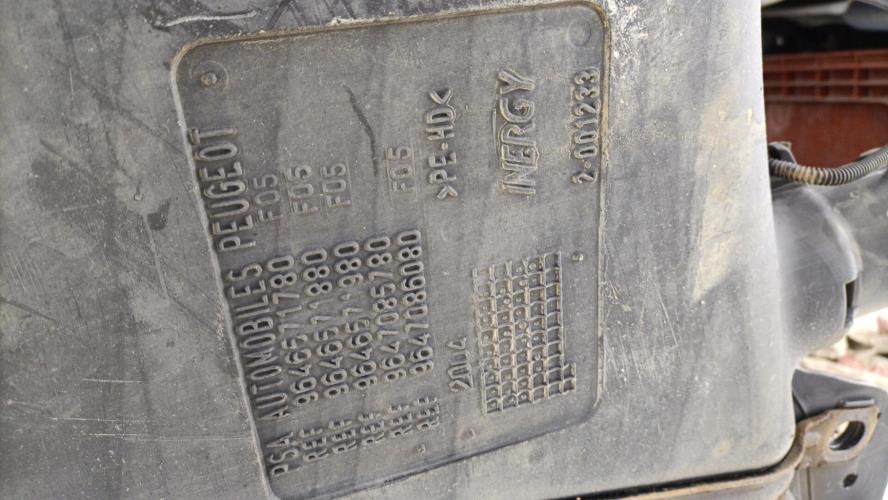 PSA AUTOMOBILES PEUGEOT
REF 9646571780 F05
REF 9646571880 F05
REF 9646571980 F05
REF 9647085780
REF 9647086080 F05
2004 >PE-HD<
INERGY
2-001233